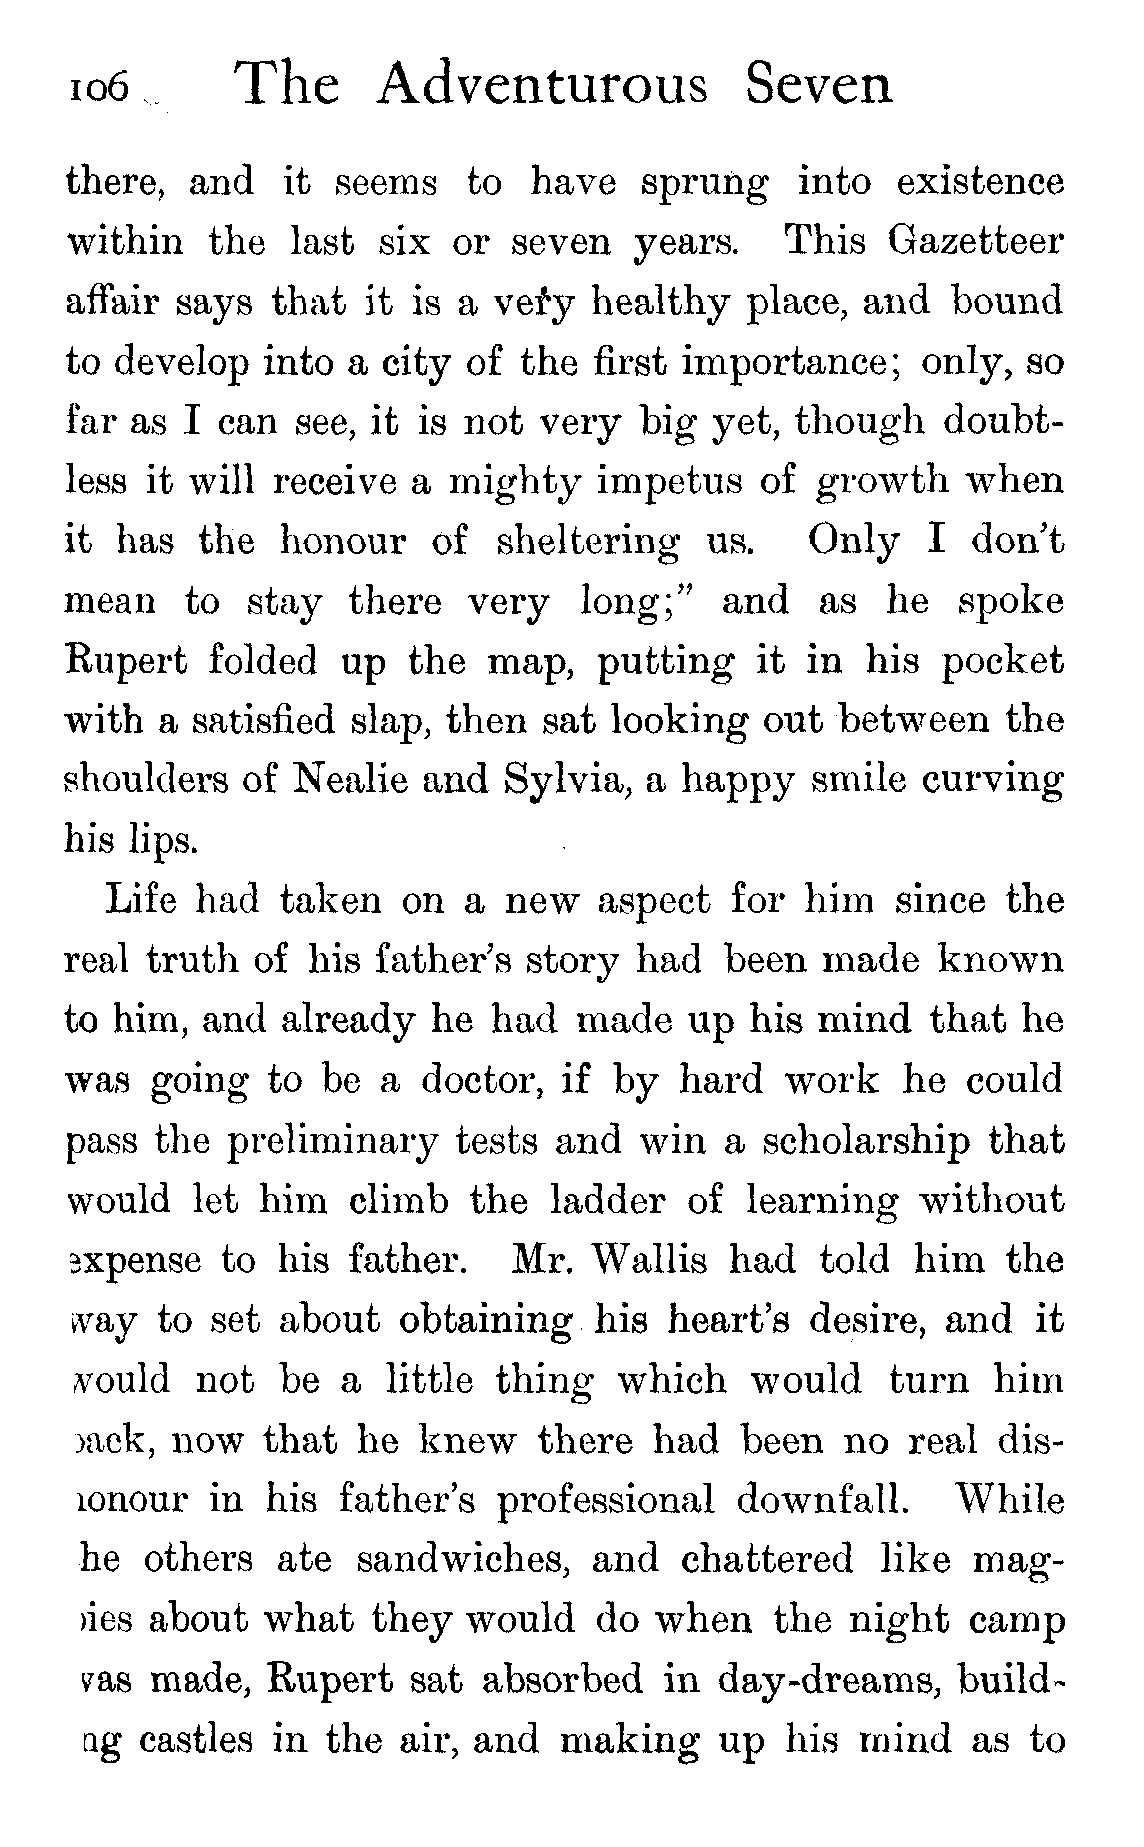 106 The Adventurous Seven
there, and it seems to have sprung into existence
within the last six or seven years. This Gazetteer
affair says that it is a very healthy place, and bound
to develop into a city of the first importance; only, so
far as I can see, it is not very big yet, though doubt-
less it will receive a mighty impetus of growth when
it has the honour of sheltering us. Only I don't
mean to stay there very long;" and as he spoke
Rupert folded up the map, putting it in his pocket
with a satisfied slap, then sat looking out between the
shoulders of Nealie and Sylvia, a happy smile curving
his lips.
Life had taken on a new aspect for him since the
real truth of his father's story had been made known
to him, and already he had made up his mind that he
was going to be a doctor, if by hard work he could
pass the preliminary tests and win a scholarship that
would let him climb the ladder of learning without
expense to his father. Mr. Wallis had told him the
way to set about obtaining his heart's desire, and it
would not be a little thing which would turn him
back, now that he knew there had been no real dis-
honour in his father's professional downfall. While
he others ate sandwiches, and chattered like mag-
pies about what they would do when the night camp
was made, Rupert sat absorbed in day-dreams, build-
ng castles in the air, and making up his mind as to